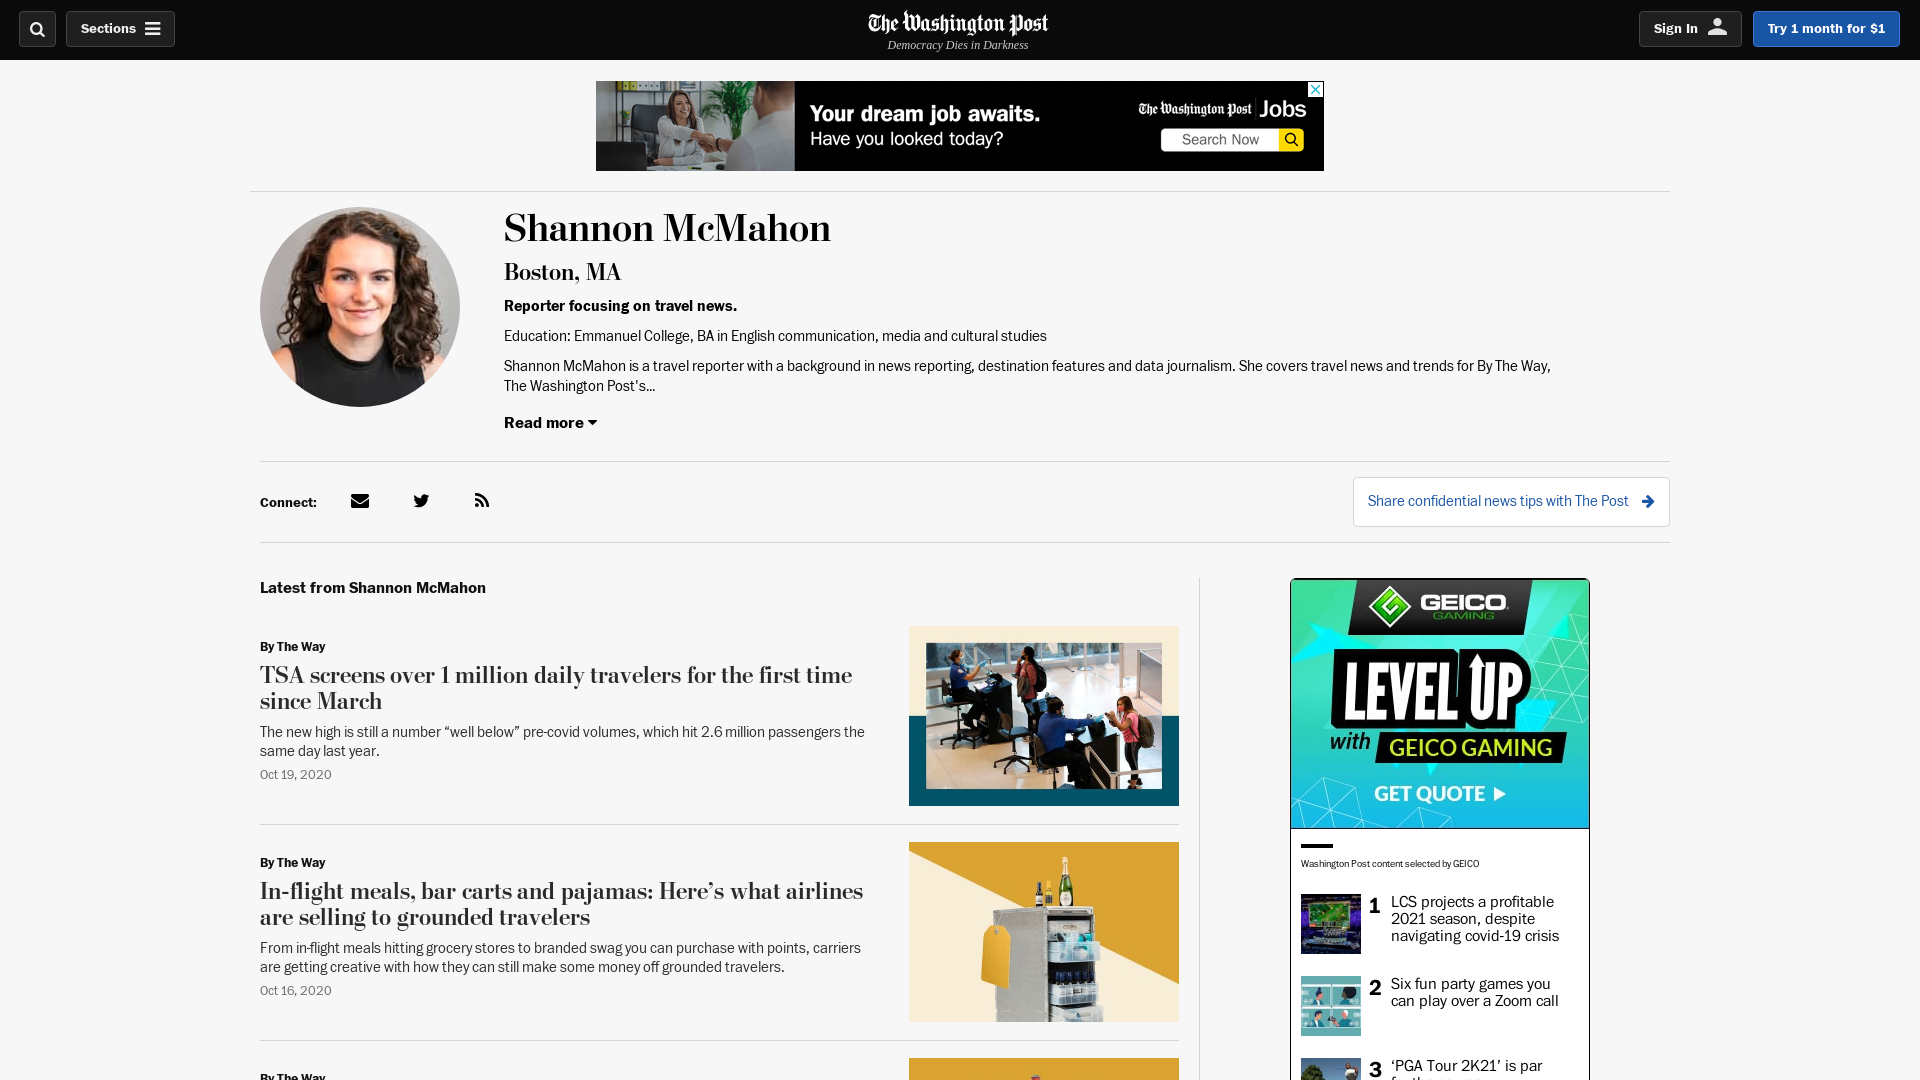 Sections
The Washington Post
Democracy Dies in Darkness
Sign In
Try 1 month for $1
Your dream job awaits.
Have you looked today?
The Washington Post Jobs
Search Now
Shannon McMahon
Boston, MA
Reporter focusing on travel news.
Education: Emmanuel College, BA in English communication, media and cultural studies
Shannon McMahon is a travel reporter with a background in news reporting, destination features and data journalism. She covers travel news and trends for By The Way,
The Washington Post's...
Read more
Connect:
Share confidential news tips with The Post
Latest from Shannon McMahon
By The Way
TSA screens over 1 million daily travelers for the first time
since March
The new high is still a number “well below” pre-covid volumes, which hit 2.6 million passengers the
same day last year.
Oct 19, 2020
By The Way
In-flight meals, bar carts and pajamas: Here’s what airlines
are selling to grounded travelers
From in-flight meals hitting grocery stores to branded swag you can purchase with points, carriers
are getting creative with how they can still make some money off grounded travelers.
Oct 16, 2020
By The Way
GEICO
GAMING
LEVEL UP
with GEICO GAMING
GET QUOTE
Washington Post content selected by GEICO
1 LCS projects a profitable
2021 season, despite
navigating covid-19 crisis
2 Six fun party games you
can play over a Zoom call
3 ‘PGA Tour 2K21’ is par